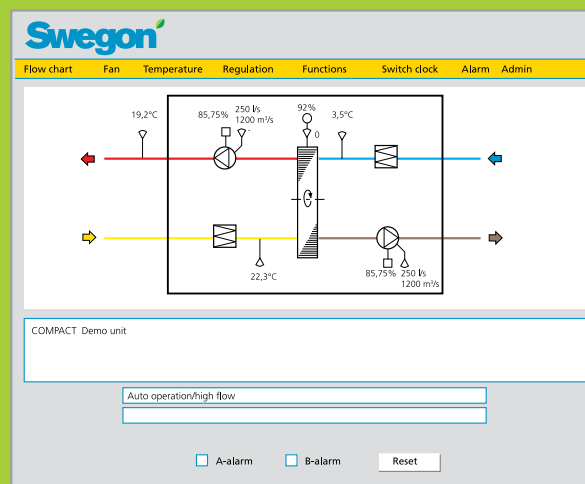 Swegon
Flow chart Fan Temperature Regulation Functions Switch clock Alarm Admin
19,2°C 85,75% 250 l/s 92% 3,5°C
1200 m³/s
0
22,3°C 85,75% 250 l/s
1200 m³/s
COMPACT Demo unit
Auto operation/high flow
A-alarm B-alarm Reset